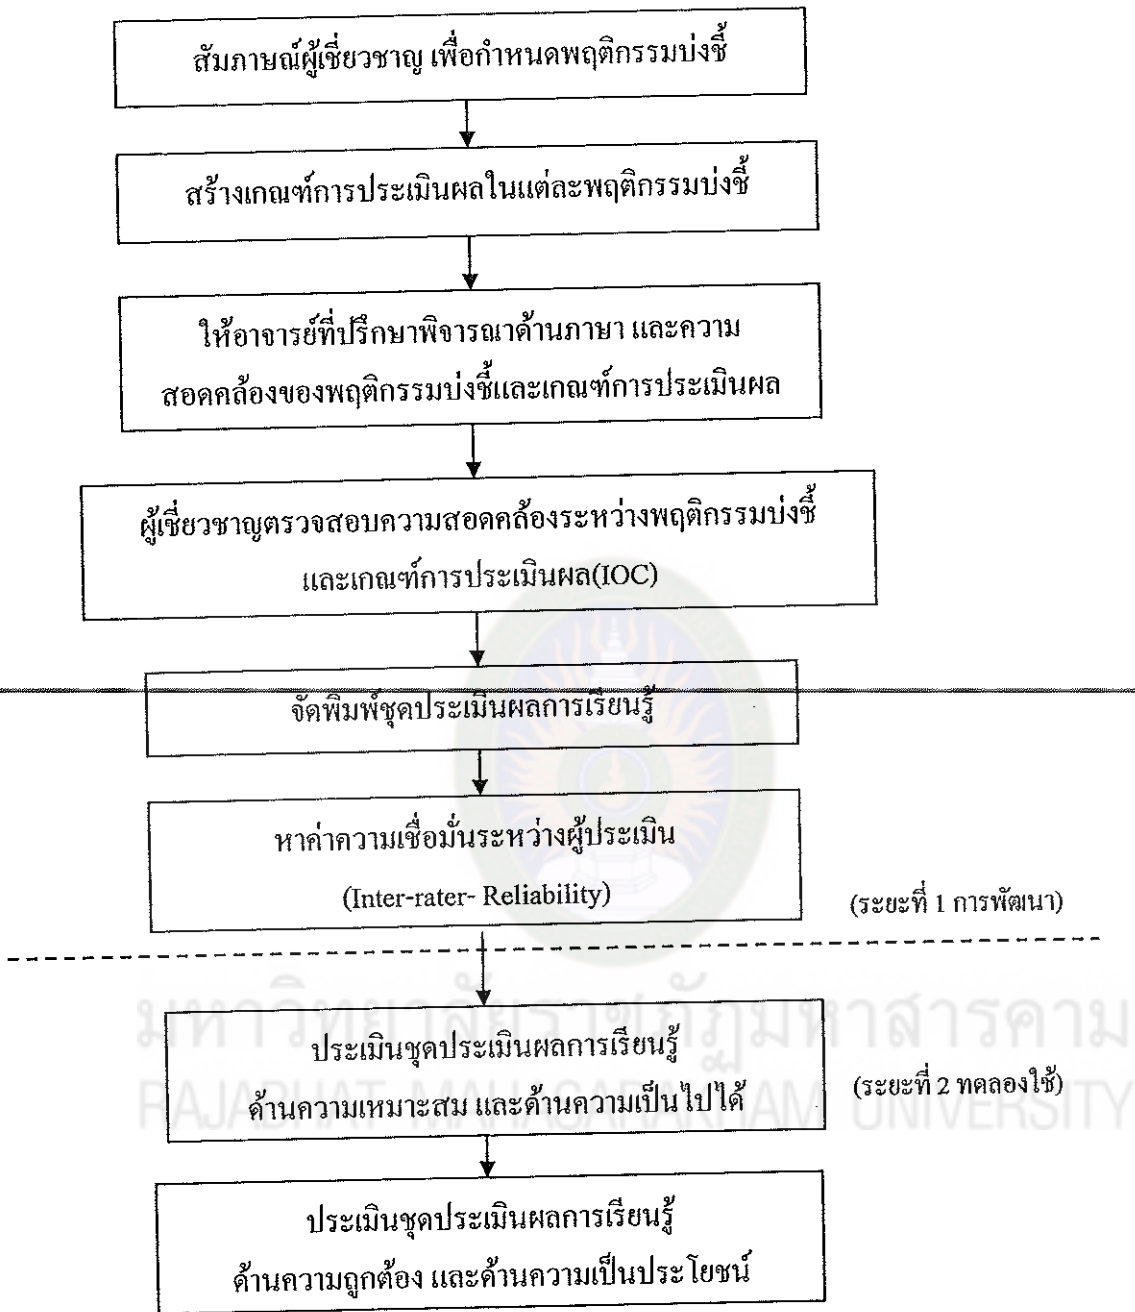 สัมภาษณ์ผู้เชี่ยวชาญ เพื่อกำหนดพฤติกรรมบ่งชี้
สร้างเกณฑ์การประเมินผลในแต่ละพฤติกรรมบ่งชี้
ให้อาจารย์ที่ปรึกษาพิจารณาด้านภาษา และความ
สอดคล้องของพฤติกรรมบ่งชี้และเกณฑ์การประเมินผล
ผู้เชี่ยวชาญตรวจสอบความสอดคล้องระหว่างพฤติกรรมบ่งชี้
และเกณฑ์การประเมินผล(IOC)
จัดพิมพ์ชุดประเมินผลการเรียนรู้
หาค่าความเชื่อมั่นระหว่างผู้ประเมิน
(Inter-rater- Reliability)
(ระยะที่ 1 การพัฒนา)
มหาวิทยาลัยราชภัฏมหาสารคาม
ประเมินชุดประเมินผลการเรียนรู้
ด้านความเหมาะสม และด้านความเป็นไปได้
(ระยะที่ 2 ทดลองใช้)
RAJABHAT MAHASARAKHAM UNIVERSITY
ประเมินชุดประเมินผลการเรียนรู้
ด้านความถูกต้อง และด้านความเป็นประโยชน์